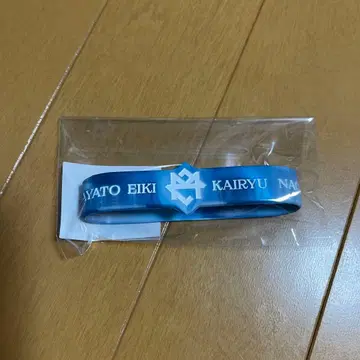 YATO EIKI KAIRYU NA